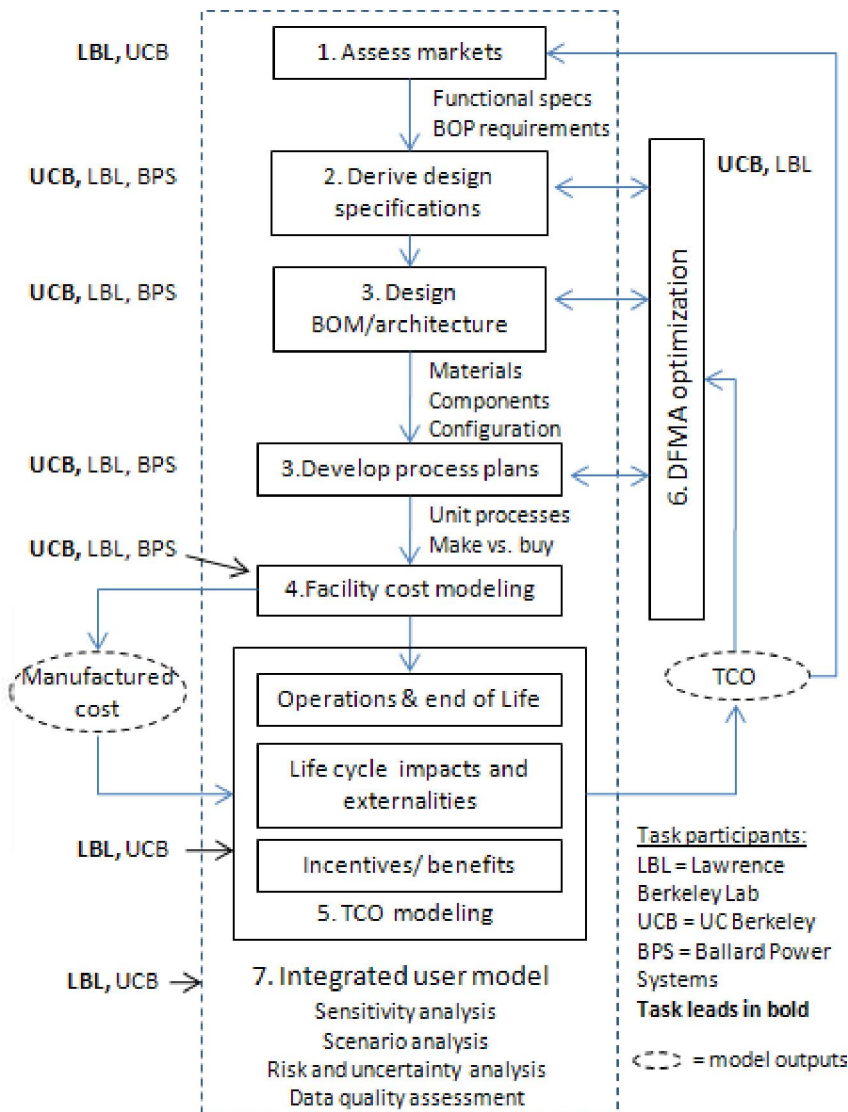 LBL, UCB
1. Assess markets
Functional specs
BOP requirements
UCB, LBL, BPS
2. Derive design
specifications
UCB, LBL
UCB, LBL, BPS
3. Design
BOM/architecture
Materials
Components
Configuration
6. DFMA optimization
UCB, LBL, BPS
3.Develop process plans
Unit processes
Make vs. buy
UCB, LBL, BPS
4.Facility cost modeling
Manufactured
cost
TCO
Operations & end of Life
Life cycle impacts and
externalities
LBL, UCB
Incentives/ benefits
5. TCO modeling
Task participants:
LBL = Lawrence
Berkeley Lab
UCB = UC Berkeley
BPS = Ballard Power
Systems
Task leads in bold
= model outputs
LBL, UCB
7. Integrated user model
Sensitivity analysis
Scenario analysis
Risk and uncertainty analysis
Data quality assessment